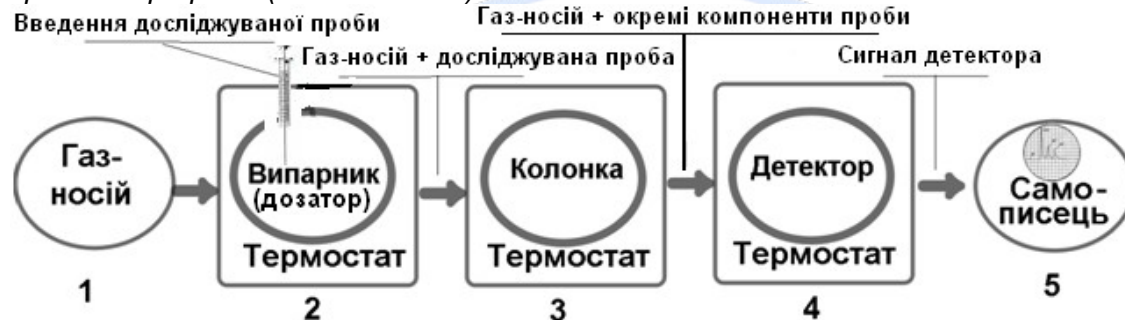 Введення досліджуваної проби
Газ-носій + окремі компоненти проби
Газ-носій + досліджувана проба
Сигнал детектора
Газ-
носій
Випарник
(дозатор)
Термостат
Колонка
Термостат
Детектор
Термостат
Само-
писець
1
2
3
4
5